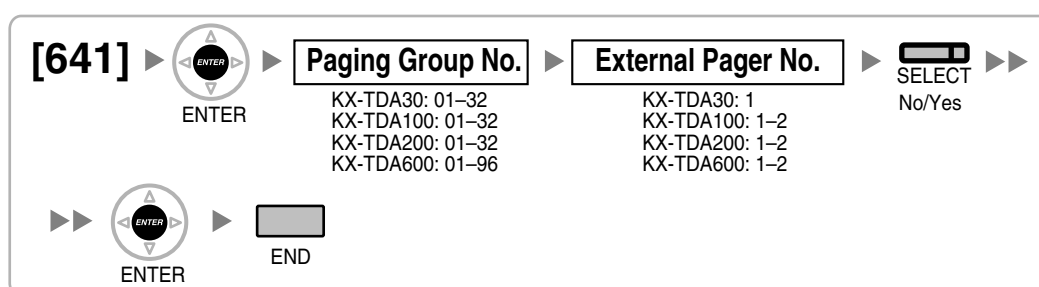 [641] ENTER Paging Group No. External Pager No. SELECT
ENTER No/Yes
KX-TDA30: 01–32 KX-TDA30: 1
KX-TDA100: 01–32 KX-TDA100: 1–2
KX-TDA200: 01–32 KX-TDA200: 1–2
KX-TDA600: 01–96 KX-TDA600: 1–2
ENTER
ENTER END